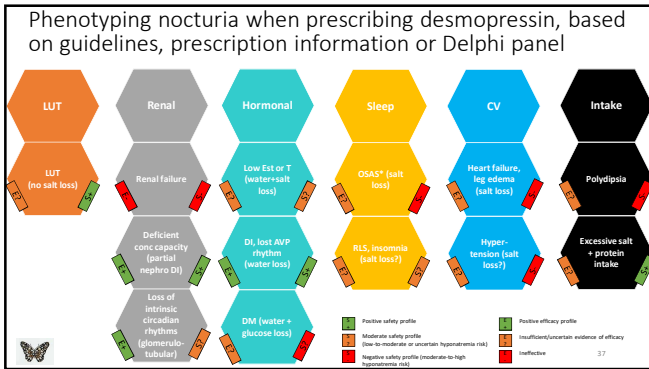 Phenotyping nocturia when prescribing desmopressin, based
on guidelines, prescription information or Delphi panel
LUT
Renal
Hormonal
Sleep
CV
Intake
LUT
(no salt loss)
E?
S+
Renal failure
Low Est or T
(water+salt
loss)
E?
S?
OSAS* (salt
loss)
E?
Heart failure,
leg edema
(salt loss)
E?
Polydipsia
E?
Deficient
conc capacity
(partial
nephro DI)
E+
S+
DI, lost AVP
rhythm
(water loss)
E+
S+
RLS, insomnia
(salt loss?)
E?
S?
Hyper-
tension (salt
loss?)
E?
Excessive salt
+ protein
intake
E?
S+
Loss of
intrinsic
circadian
rhythms
(glomerulo-
tubular)
E+
S?
DM (water +
glucose loss)
E?
S?
S
+
Positive safety profile
S
?
Moderate safety profile
(low-to-moderate or uncertain hyponatremia risk)
Negative safety profile (moderate-to-high
hyponatremia risk)
E
+
Positive efficacy profile
E
?
Insufficient/uncertain evidence of efficacy
Ineffective
37